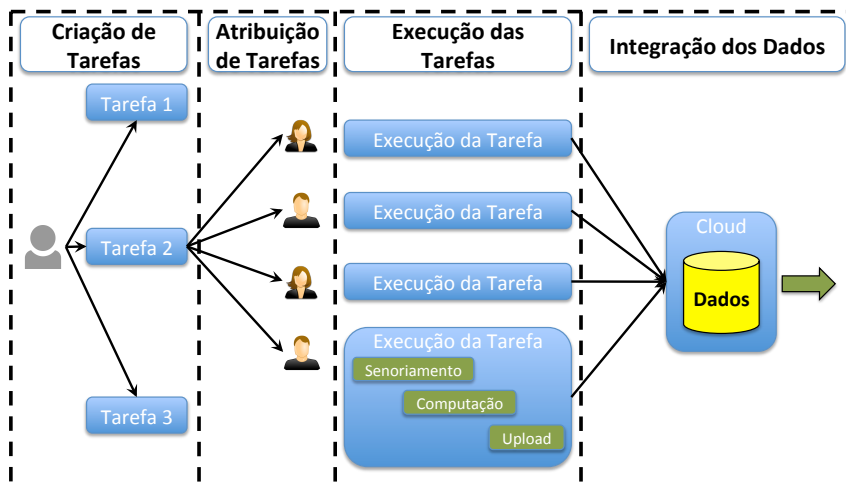 Criação de
Tarefas
Atribuição
de Tarefas
Execução das
Tarefas
Integração dos Dados
Tarefa 1
Tarefa 2
Tarefa 3
Execução da Tarefa
Execução da Tarefa
Execução da Tarefa
Execução da Tarefa
Senoriamento
Computação
Upload
Cloud
Dados